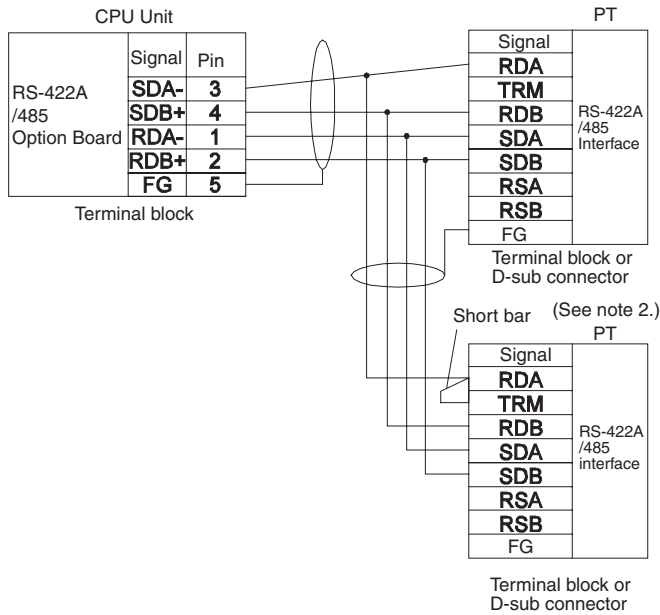 CPU Unit
Signal Pin
RS-422A
/485
Option Board
SDA- 3
SDB+ 4
RDA- 1
RDB+ 2
FG 5
Terminal block
PT
Signal
RDA
TRM
RDB
SDA
SDB
RSA
RSB
FG
RS-422A
/485
Interface
Terminal block or
D-sub connector
Short bar
(See note 2.)
PT
Signal
RDA
TRM
RDB
SDA
SDB
RSA
RSB
FG
RS-422A
/485
interface
Terminal block or
D-sub connector